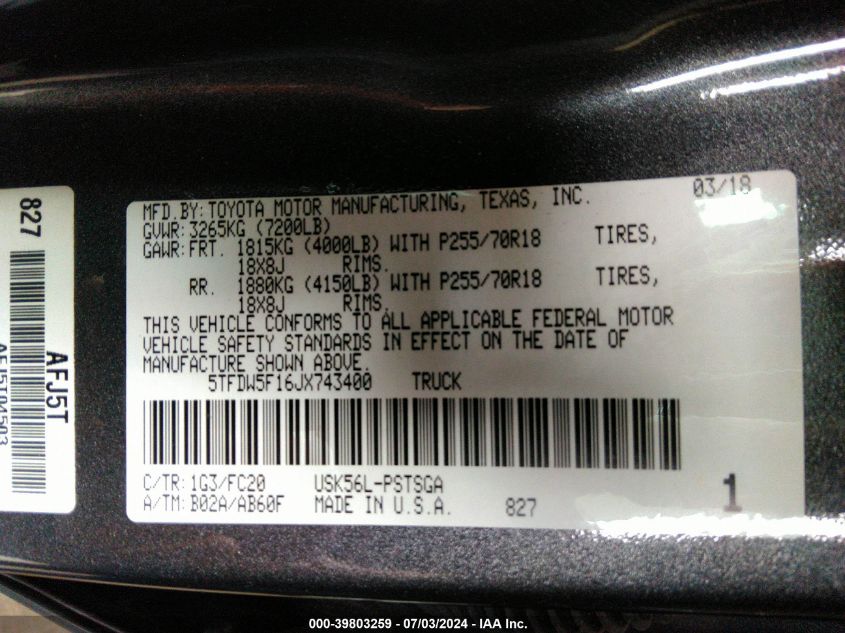 827
AFJ5T
AFJ5T04503
03/18
MFD.BY:TOYOTA MOTOR MANUFACTURING, TEXAS, INC.
GVWR:3265KG (7200LB)
GAWR:FRT. 1815KG (4000LB) WITH P255/70R18 TIRES,
18X8J RIMS.
RR. 1880KG (4150LB) WITH P255/70R18 TIRES,
18X8J RIMS.
THIS VEHICLE CONFORMS TO ALL APPLICABLE FEDERAL MOTOR
VEHICLE SAFETY STANDARDS IN EFFECT ON THE DATE OF
MANUFACTURE SHOWN ABOVE.
5TFDW5F16JX743400 TRUCK
C/TR:1G3/FC20 USK56L-PSTSGA
A/TM:B02A/AB60F MADE IN U.S.A. 827
1
000-39803259 - 07/03/2024 - IAA Inc.